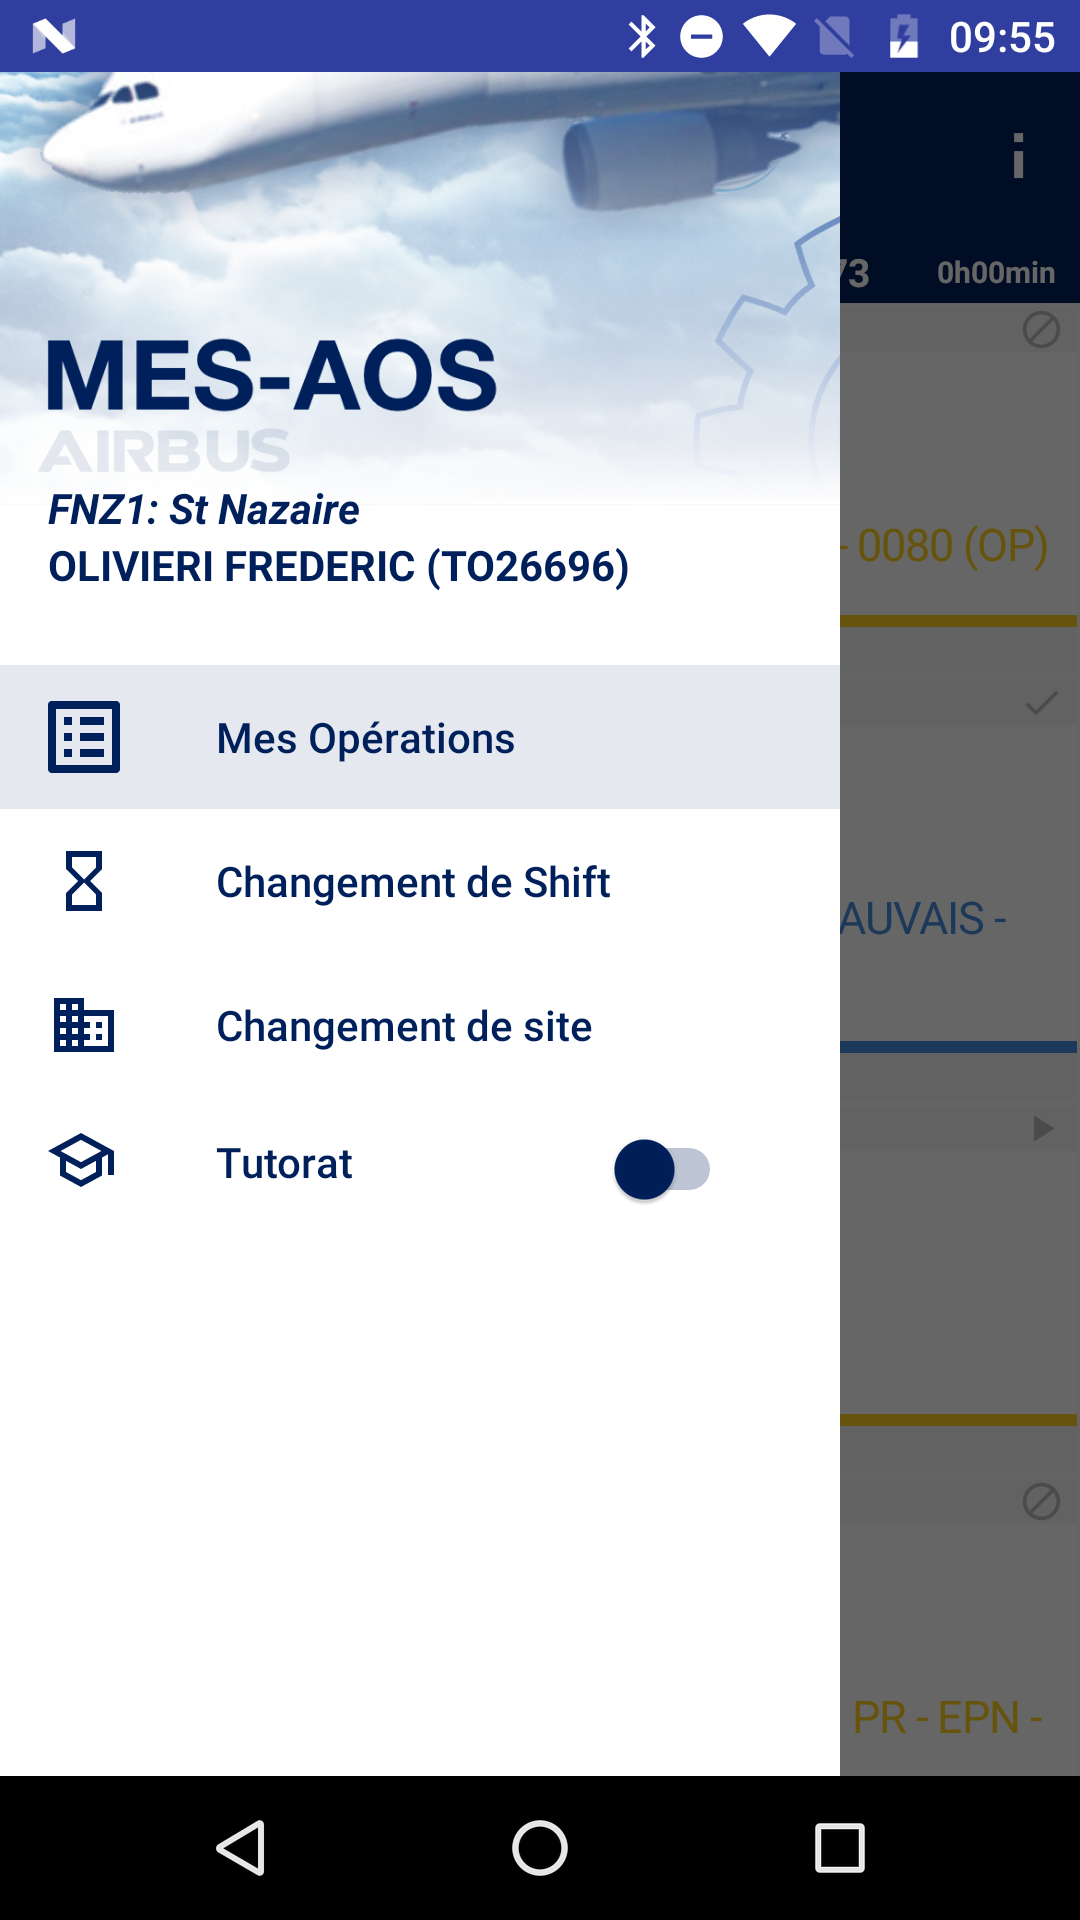 09:55
73
0h00min
MES-AOS
AIRBUS
FNZ1: St Nazaire
OLIVIERI FREDERIC (TO26696)
- 0080 (OP)
Mes Opérations
Changement de Shift
AUVAIS -
Changement de site
Tutorat
PR - EPN -